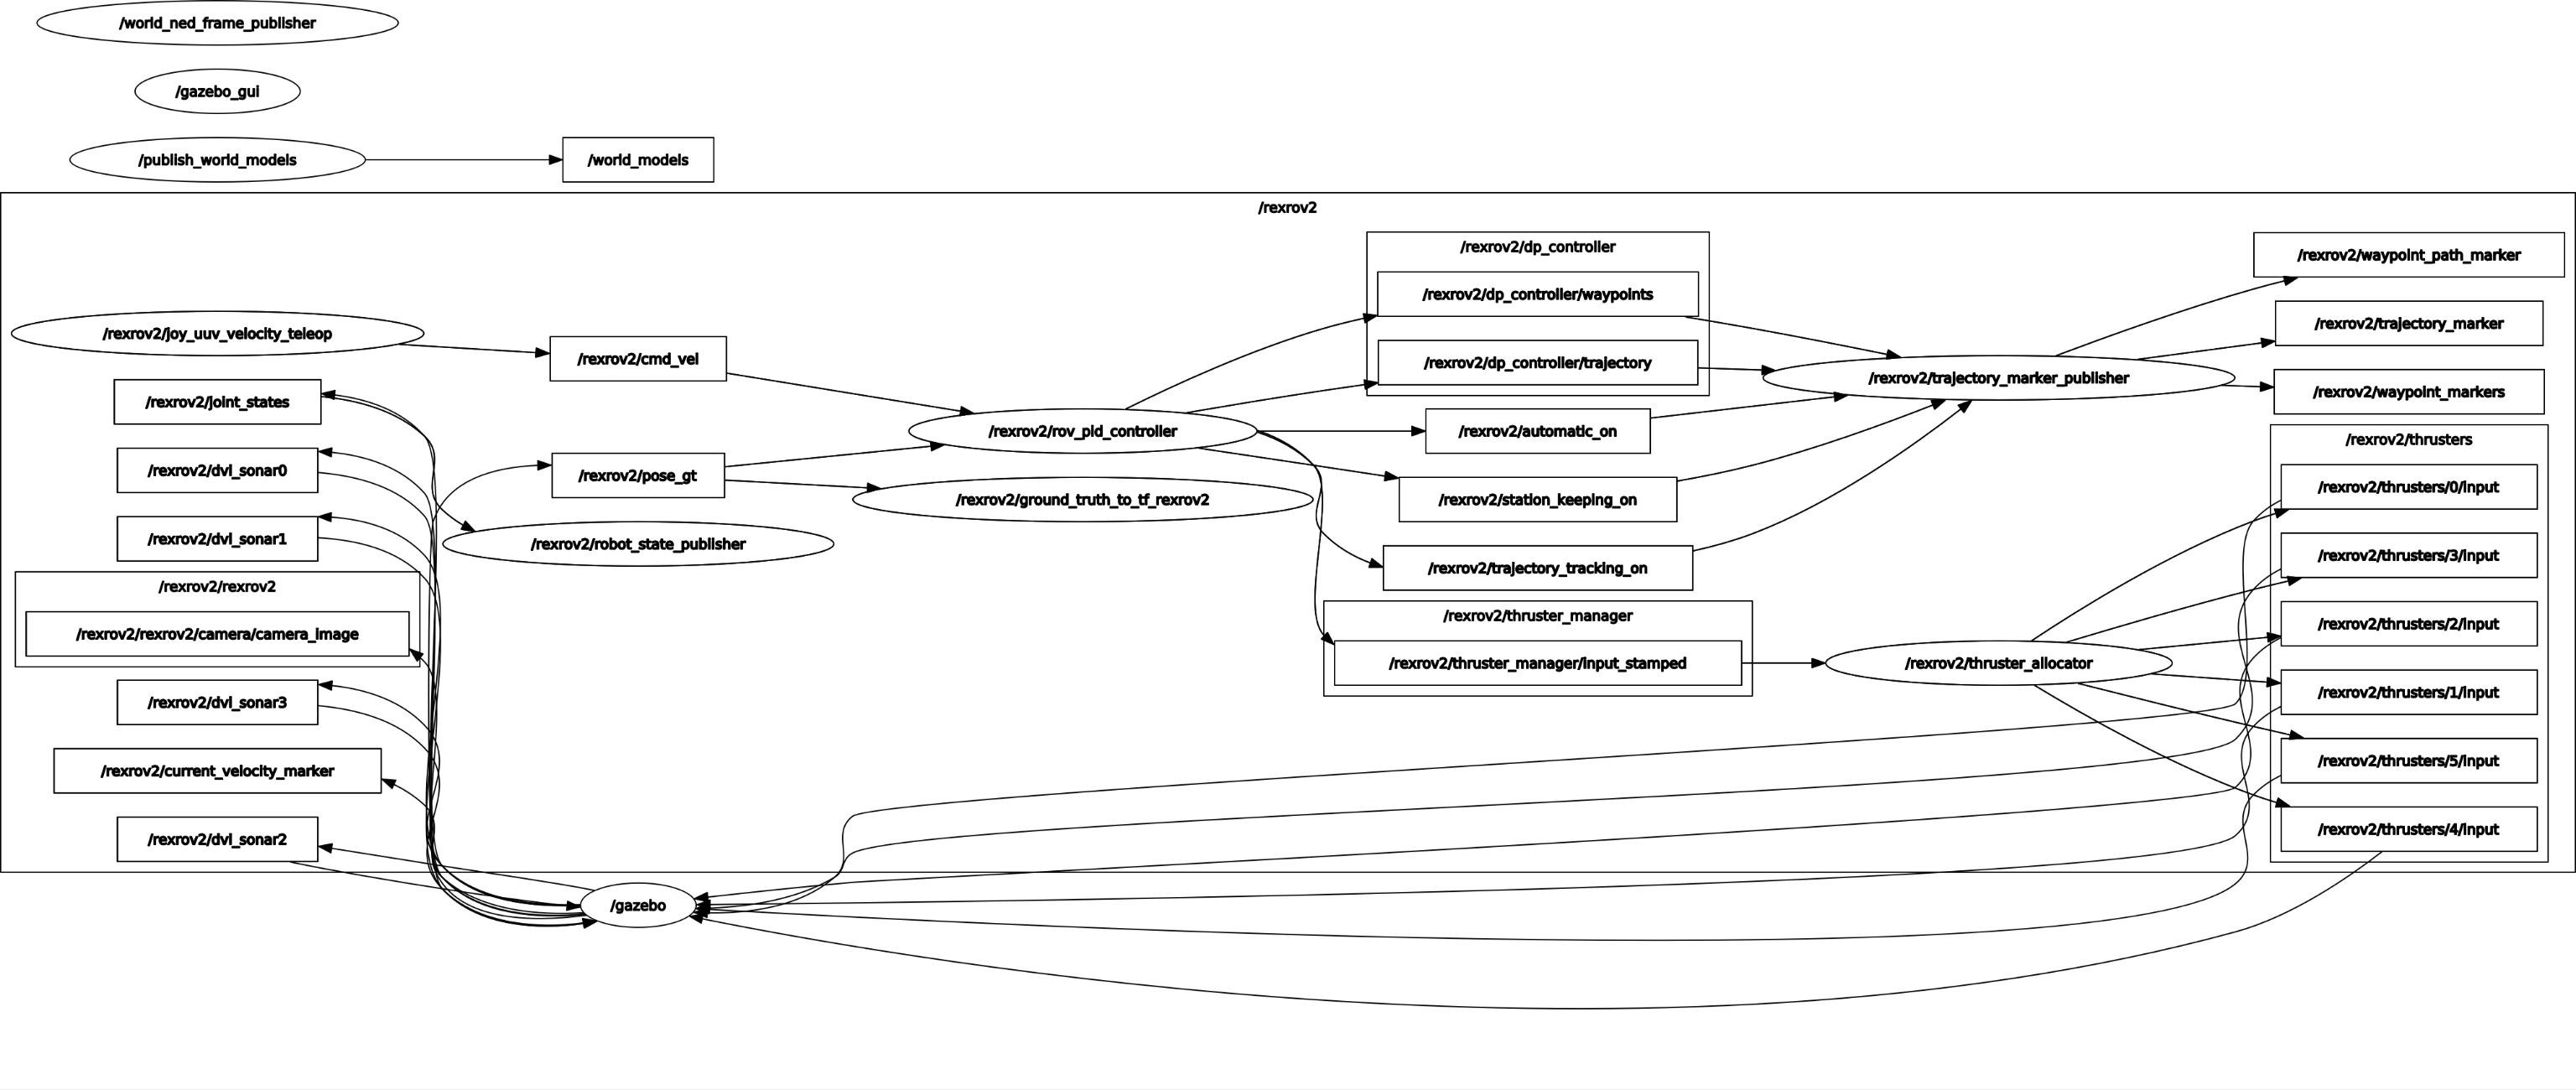 /world_ned_frame_publisher
/gazebo_gui
/publish_world_models
/world_models
/rexrov2
/rexrov2/joy_uuv_velocity_teleop
/rexrov2/joint_states
/rexrov2/dvl_sonar0
/rexrov2/dvl_sonar1
/rexrov2/rexrov2
/rexrov2/rexrov2/camera/camera_image
/rexrov2/dvl_sonar3
/rexrov2/current_velocity_marker
/rexrov2/dvl_sonar2
/rexrov2/cmd_vel
/rexrov2/pose_gt
/rexrov2/robot_state_publisher
/gazebo
/rexrov2/rov_pid_controller
/rexrov2/ground_truth_to_tf_rexrov2
/rexrov2/dp_controller
/rexrov2/dp_controller/waypoints
/rexrov2/dp_controller/trajectory
/rexrov2/automatic_on
/rexrov2/station_keeping_on
/rexrov2/trajectory_tracking_on
/rexrov2/thruster_manager
/rexrov2/thruster_manager/input_stamped
/rexrov2/trajectory_marker_publisher
/rexrov2/thruster_allocator
/rexrov2/waypoint_path_marker
/rexrov2/trajectory_marker
/rexrov2/waypoint_markers
/rexrov2/thrusters
/rexrov2/thrusters/0/input
/rexrov2/thrusters/3/input
/rexrov2/thrusters/2/input
/rexrov2/thrusters/1/input
/rexrov2/thrusters/5/input
/rexrov2/thrusters/4/input